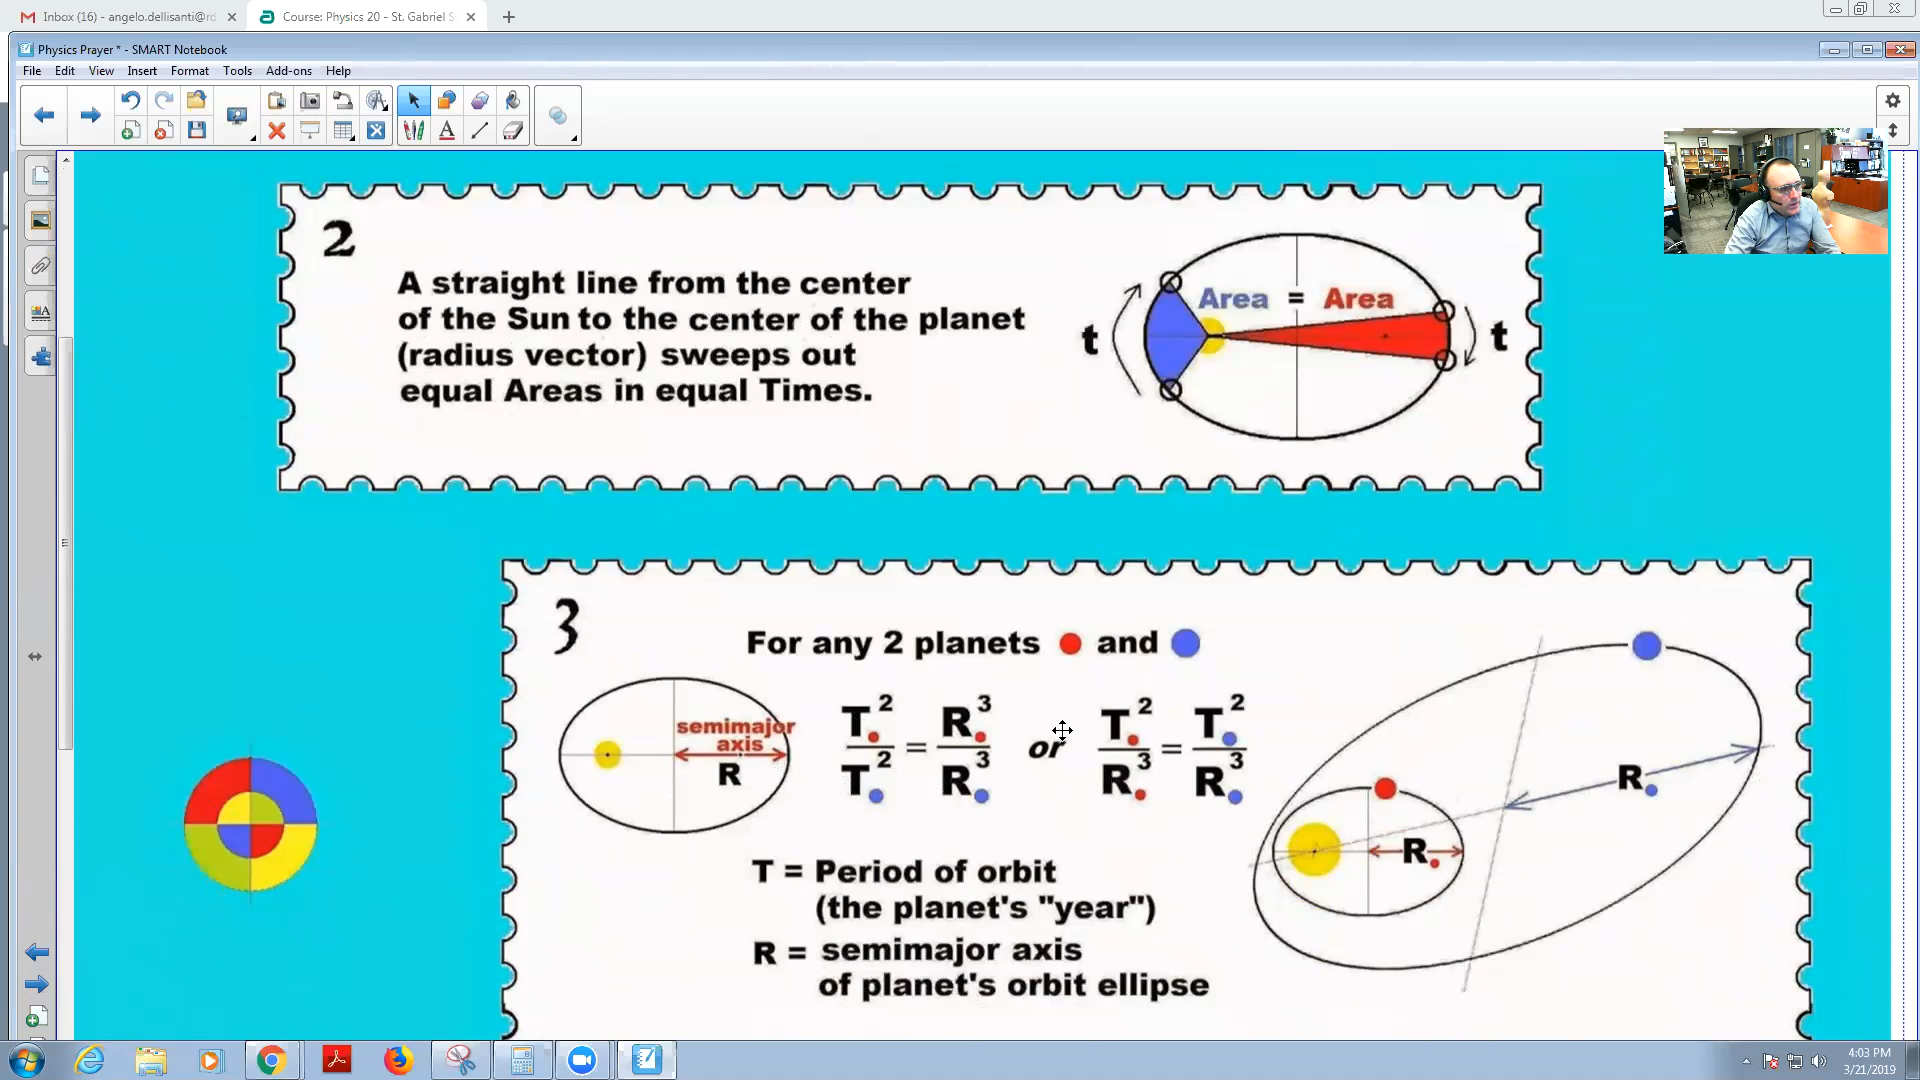 Inbox (16) - angelo.dellisanti@rd
Course: Physics 20 - St. Gabriel S
Physics Prayer * - SMART Notebook
File Edit View Insert Format Tools Add-ons Help
2
A straight line from the center
of the Sun to the center of the planet
(radius vector) sweeps out
equal Areas in equal Times.
Area = Area
t
t
3
For any 2 planets and
semimajor
axis
R
T² / T² = R³ / R³ or T² / R³ = T² / R³
R
R
T = Period of orbit
(the planet's "year")
R = semimajor axis
of planet's orbit ellipse
4:03 PM
3/21/2019